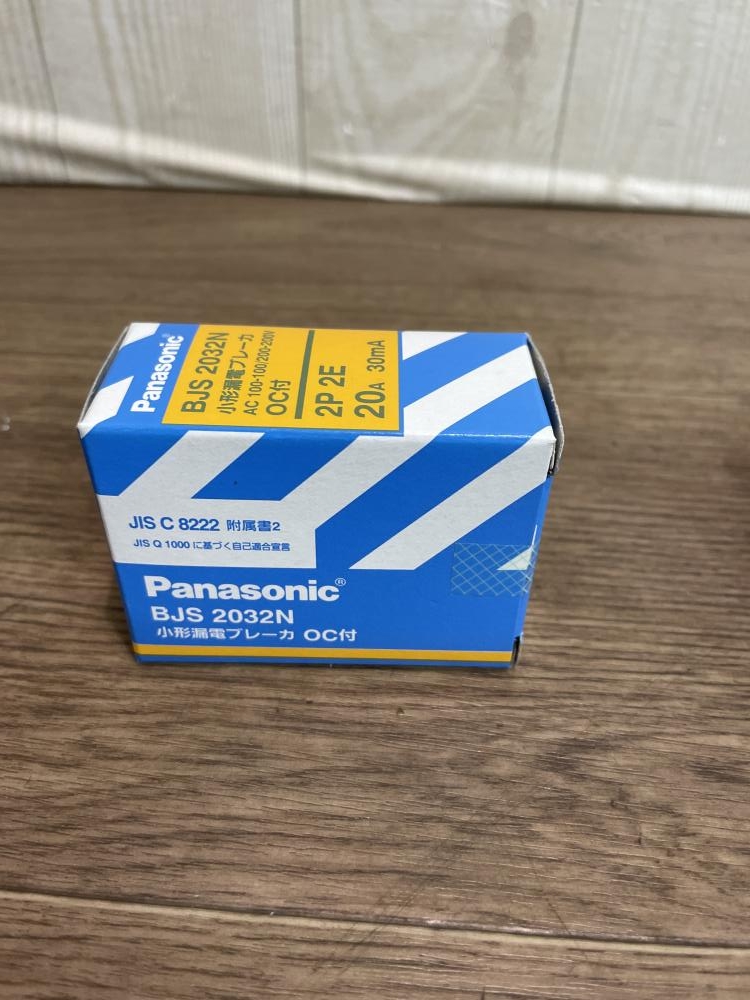 Panasonic®
BJS 2032N
小形漏電ブレーカ
AC 100-100/200-200V
OC付
2P 2E
20A 30mA
JIS C 8222 附属書2
JIS Q 1000 に基づく自己適合宣言
Panasonic®
BJS 2032N
小形漏電ブレーカ OC付